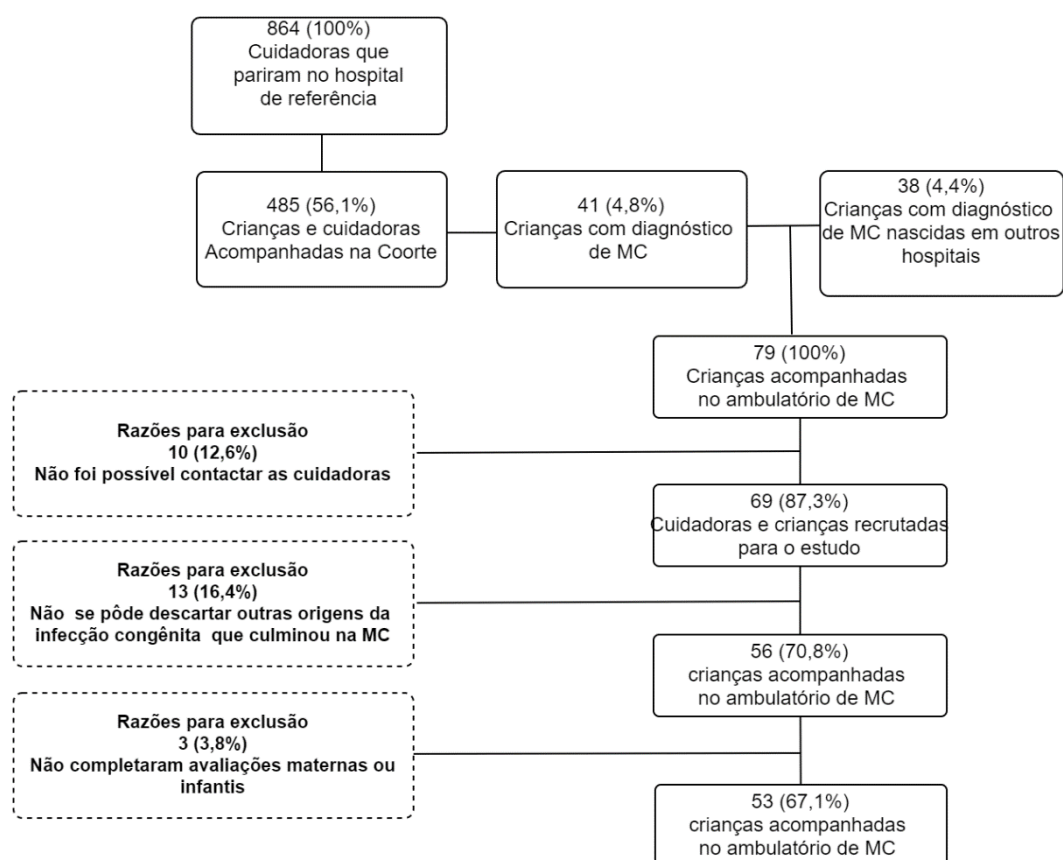 864 (100%)
Cuidadoras que
pariram no hospital
de referência
485 (56,1%)
Crianças e cuidadoras
Acompanhadas na Coorte
41 (4,8%)
Crianças com diagnóstico
de MC
38 (4,4%)
Crianças com diagnóstico
de MC nascidas em outros
hospitais
79 (100%)
Crianças acompanhadas
no ambulatório de MC
Razões para exclusão
10 (12,6%)
Não foi possível contactar as cuidadoras
69 (87,3%)
Cuidadoras e crianças recrutadas
para o estudo
Razões para exclusão
13 (16,4%)
Não se pôde descartar outras origens da
infecção congênita que culminou na MC
56 (70,8%)
crianças acompanhadas
no ambulatório de MC
Razões para exclusão
3 (3,8%)
Não completaram avaliações maternas ou
infantis
53 (67,1%)
crianças acompanhadas
no ambulatório de MC